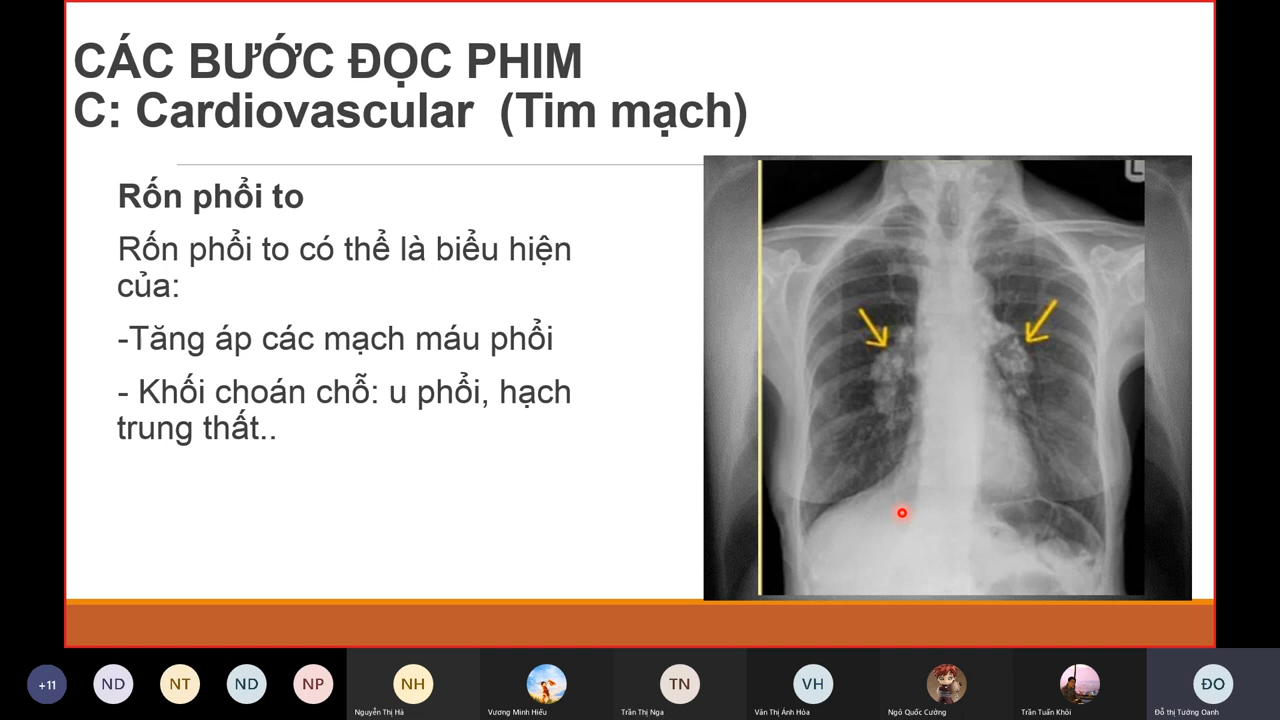 CÁC BƯỚC ĐỌC PHIM
C: Cardiovascular (Tim mạch)
Rốn phổi to
Rốn phổi to có thể là biểu hiện
của:
-Tăng áp các mạch máu phổi
- Khối choán chỗ: u phổi, hạch
trung thất..
L
+11
ND
NT
ND
NP
NH
TN
VH
ĐO
Nguyễn Thị Hà
Vương Minh Hiếu
Trần Thị Nga
Văn Thị Ánh Hòa
Ngô Quốc Cường
Trần Tuấn Khôi
Đỗ thị Tường Oanh